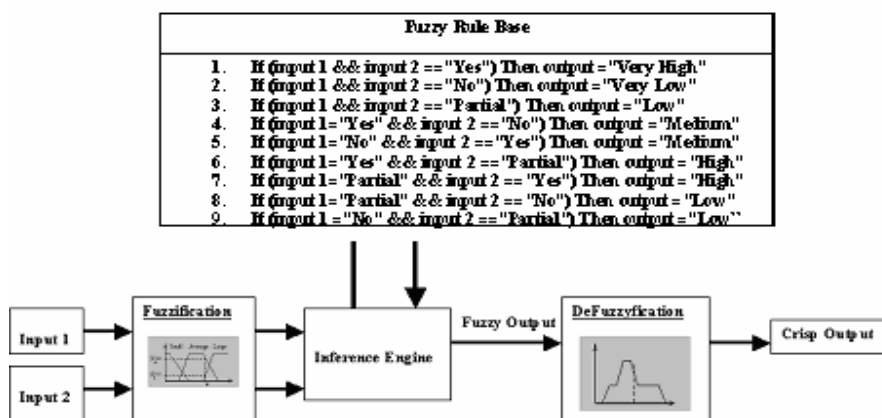 Fuzzy Rule Base
1. If (input 1 && input 2 == "Yes") Then output = "Very High"
2. If (input 1 && input 2 == "No") Then output = "Very Low"
3. If (input 1 && input 2 == "Partial") Then output = "Low"
4. If (input 1= "Yes" && input 2 == "No") Then output = "Medium"
5. If (input 1= "No" && input 2 == "Yes") Then output = "Medium"
6. If (input 1= "Yes" && input 2 == "Partial") Then output = "High"
7. If (input 1= "Partial" && input 2 == "Yes") Then output = "High"
8. If (input 1= "Partial" && input 2 == "No") Then output = "Low"
9. If (input 1 = "No" && input 2 == "Partial") Then output = "Low``
Input 1
Input 2
Fuzzification
Small Average Large
Inference Engine
Fuzzy Output
DeFuzzyfication
Crisp Output